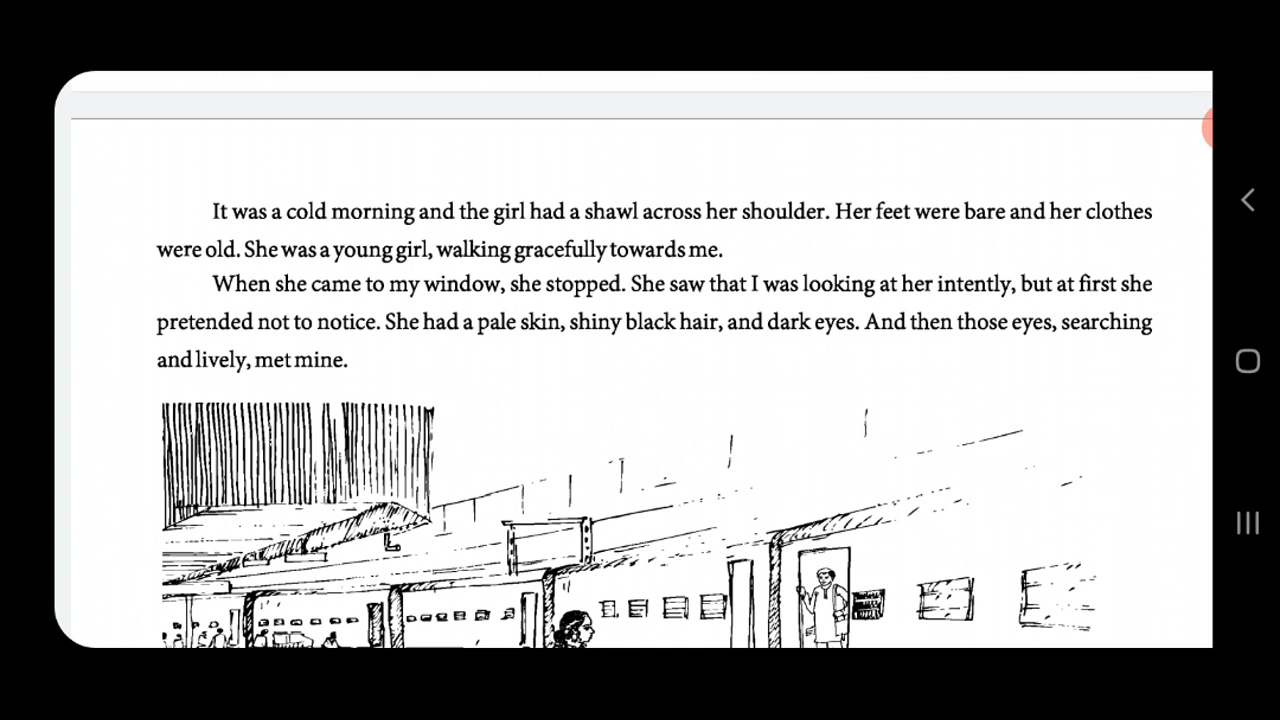 It was a cold morning and the girl had a shawl across her shoulder. Her feet were bare and her clothes
were old. She was a young girl, walking gracefully towards me.
When she came to my window, she stopped. She saw that I was looking at her intently, but at first she
pretended not to notice. She had a pale skin, shiny black hair, and dark eyes. And then those eyes, searching
and lively, met mine.